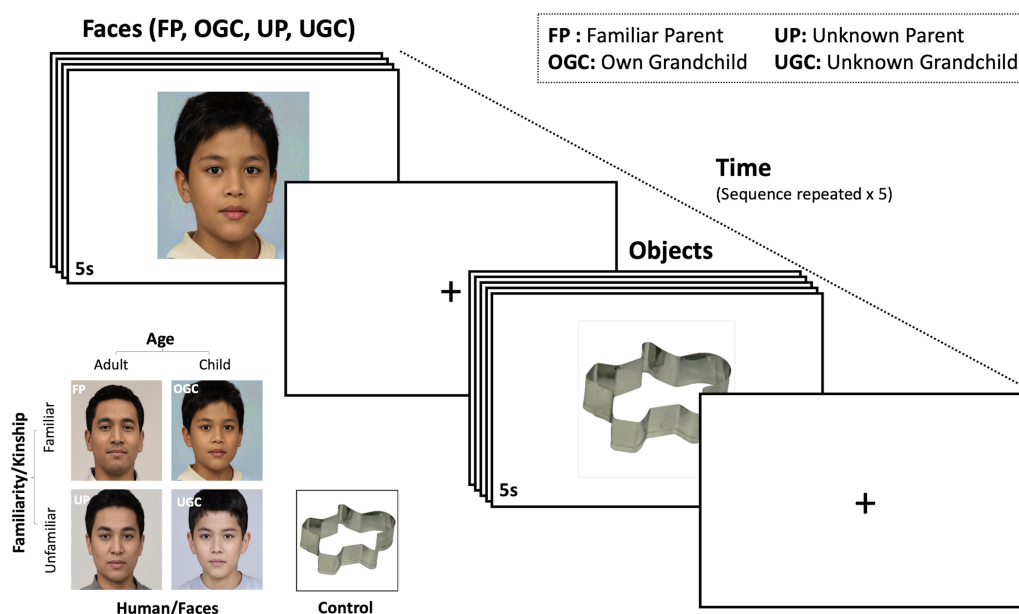 Faces (FP, OGC, UP, UGC)
FP : Familiar Parent UP: Unknown Parent
OGC: Own Grandchild UGC: Unknown Grandchild
5s
+
Time
(Sequence repeated x 5)
Objects
5s
+
Age
Adult Child
Familiarity/Kinship
Familiar
Unfamiliar
FP OGC
UP UGC
Human/Faces Control